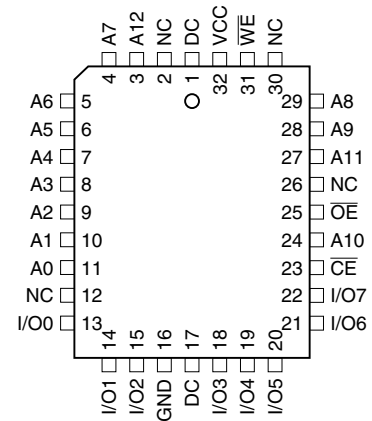 A7 A12 NC DC VCC W̅E̅ NC
4 3 2 1 32 31 30
A6 5 29 A8
A5 6 28 A9
A4 7 27 A11
A3 8 26 NC
A2 9 25 O̅E̅
A1 10 24 A10
A0 11 23 C̅E̅
NC 12 22 I/O7
I/O0 13 21 I/O6
14 15 16 17 18 19 20
I/O1 I/O2 GND DC I/O3 I/O4 I/O5